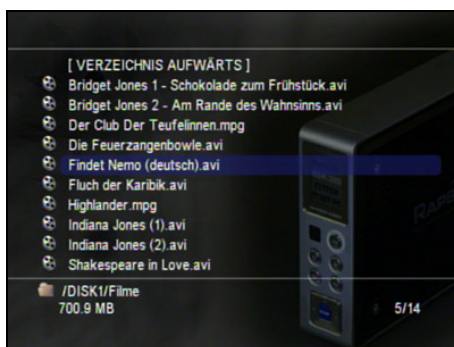 [ VERZEICHNIS AUFWÄRTS ]
Bridget Jones 1 - Schokolade zum Frühstück.avi
Bridget Jones 2 - Am Rande des Wahnsinns.avi
Der Club Der Teufelinnen.mpg
Die Feuerzangenbowle.avi
Findet Nemo (deutsch).avi
Fluch der Karibik.avi
Highlander.mpg
Indiana Jones (1).avi
Indiana Jones (2).avi
Shakespeare in Love.avi
/DISK1/Filme
700.9 MB
5/14